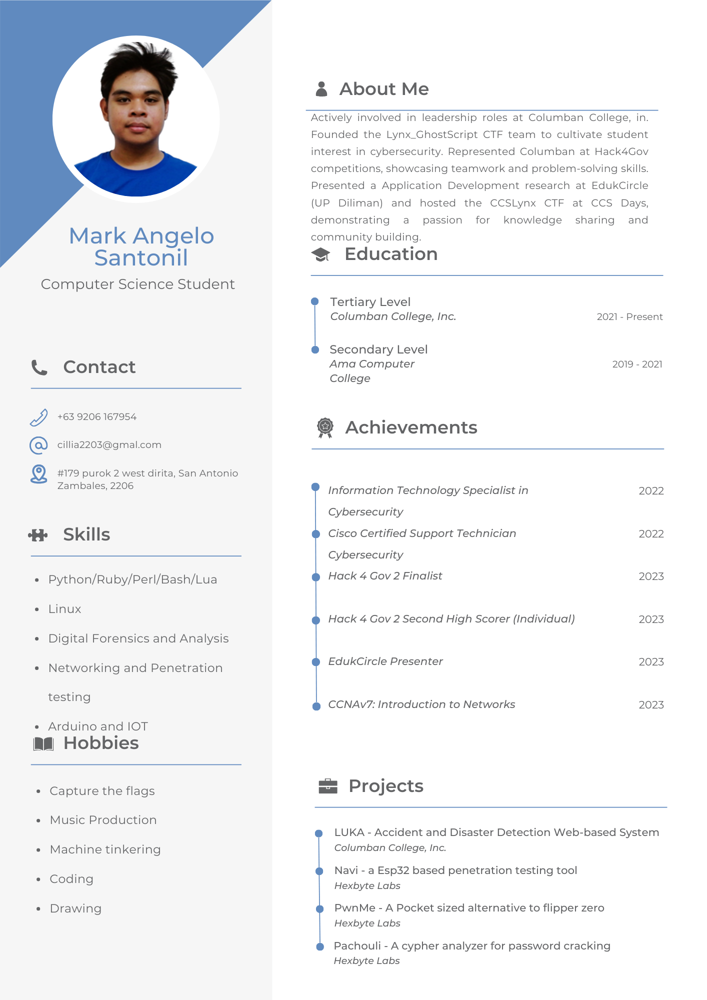 Mark Angelo
Santonil
Computer Science Student
Contact
+63 9206 167954
cillia2203@gmal.com
#179 purok 2 west dirita, San Antonio
Zambales, 2206
Skills
• Python/Ruby/Perl/Bash/Lua
• Linux
• Digital Forensics and Analysis
• Networking and Penetration
testing
• Arduino and IOT
Hobbies
• Capture the flags
• Music Production
• Machine tinkering
• Coding
• Drawing
About Me
Actively involved in leadership roles at Columban College, in.
Founded the Lynx_GhostScript CTF team to cultivate student
interest in cybersecurity. Represented Columban at Hack4Gov
competitions, showcasing teamwork and problem-solving skills.
Presented a Application Development research at EdukCircle
(UP Diliman) and hosted the CCSLynx CTF at CCS Days,
demonstrating a passion for knowledge sharing and
community building.
Education
Tertiary Level
Columban College, Inc. 2021 - Present
Secondary Level
Ama Computer 2019 - 2021
College
Achievements
Information Technology Specialist in 2022
Cybersecurity
Cisco Certified Support Technician 2022
Cybersecurity
Hack 4 Gov 2 Finalist 2023
Hack 4 Gov 2 Second High Scorer (Individual) 2023
EdukCircle Presenter 2023
CCNAv7: Introduction to Networks 2023
Projects
LUKA - Accident and Disaster Detection Web-based System
Columban College, Inc.
Navi - a Esp32 based penetration testing tool
Hexbyte Labs
PwnMe - A Pocket sized alternative to flipper zero
Hexbyte Labs
Pachouli - A cypher analyzer for password cracking
Hexbyte Labs